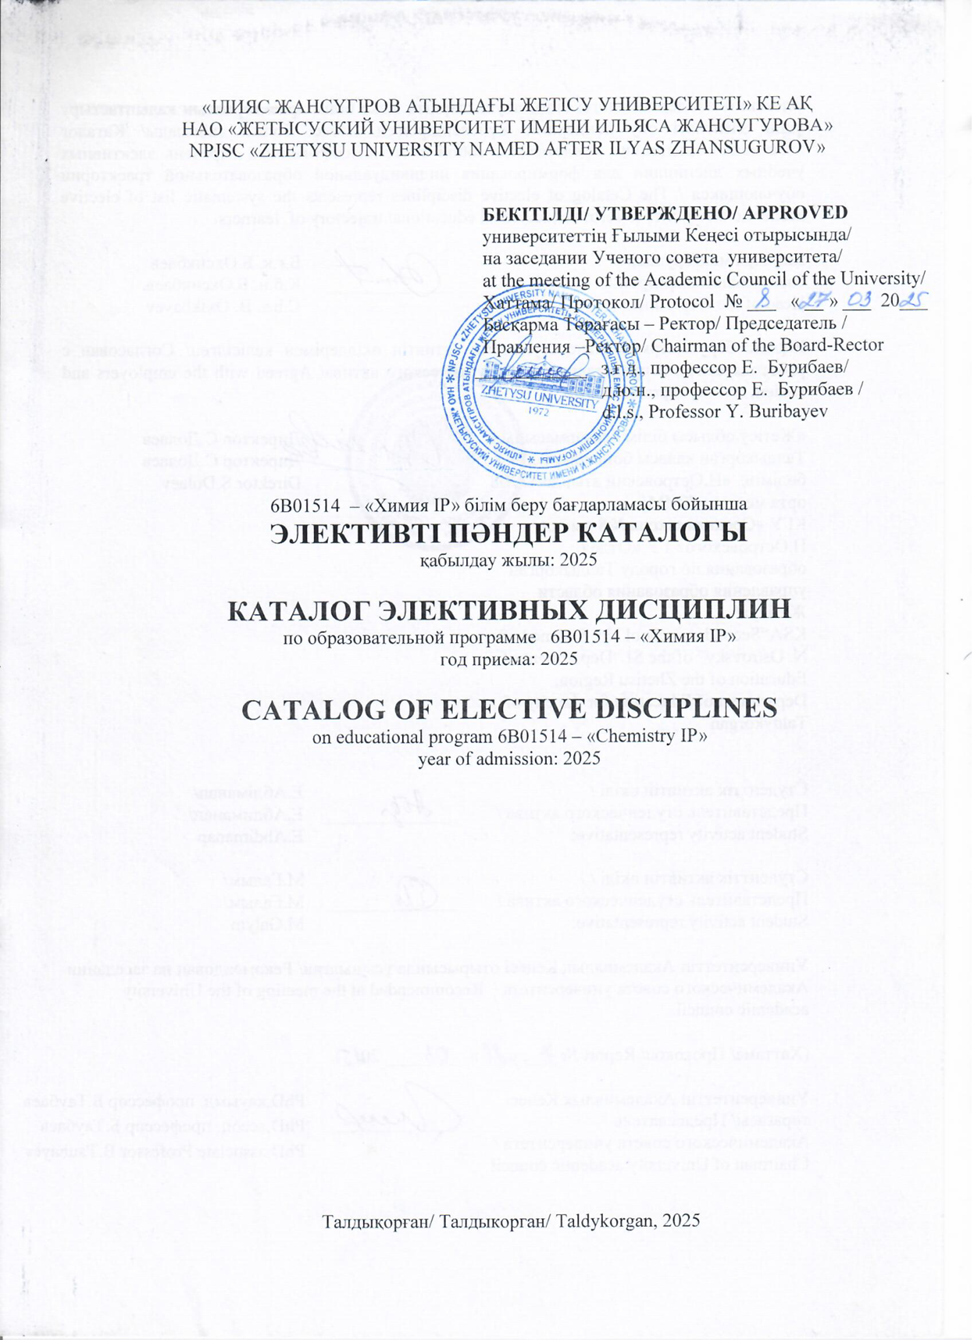 «ІЛИЯС ЖАНСҮГІРОВ АТЫНДАҒЫ ЖЕТІСУ УНИВЕРСИТЕТІ» КЕ АҚ
НАО «ЖЕТЫСУСКИЙ УНИВЕРСИТЕТ ИМЕНИ ИЛЬЯСА ЖАНСУГУРОВА»
NPJSC «ZHETYSU UNIVERSITY NAMED AFTER ILYAS ZHANSUGUROV»
БЕКІТІЛДІ/ УТВЕРЖДЕНО/ APPROVED
университеттің Ғылыми Кеңесі отырысында/
на заседании Ученого совета университета/
at the meeting of the Academic Council of the University/
Хаттама/ Протокол/ Protocol № 8 «27» 03 2025
Басқарма Төрағасы – Ректор/ Председатель /
Правления –Ректор/ Chairman of the Board-Rector
з.ғ.д., профессор Е. Бурибаев/
д.ю.н., профессор Е. Бурибаев /
d.l.s., Professor Y. Buribayev
ZHETYSU UNIVERSITY
1972
6B01514 – «Химия IP» білім беру бағдарламасы бойынша
ЭЛЕКТИВТІ ПӘНДЕР КАТАЛОГЫ
қабылдау жылы: 2025
КАТАЛОГ ЭЛЕКТИВНЫХ ДИСЦИПЛИН
по образовательной программе 6B01514 – «Химия IP»
год приема: 2025
CATALOG OF ELECTIVE DISCIPLINES
on educational program 6B01514 – «Chemistry IP»
year of admission: 2025
Талдықорған/ Талдыкорган/ Taldykorgan, 2025